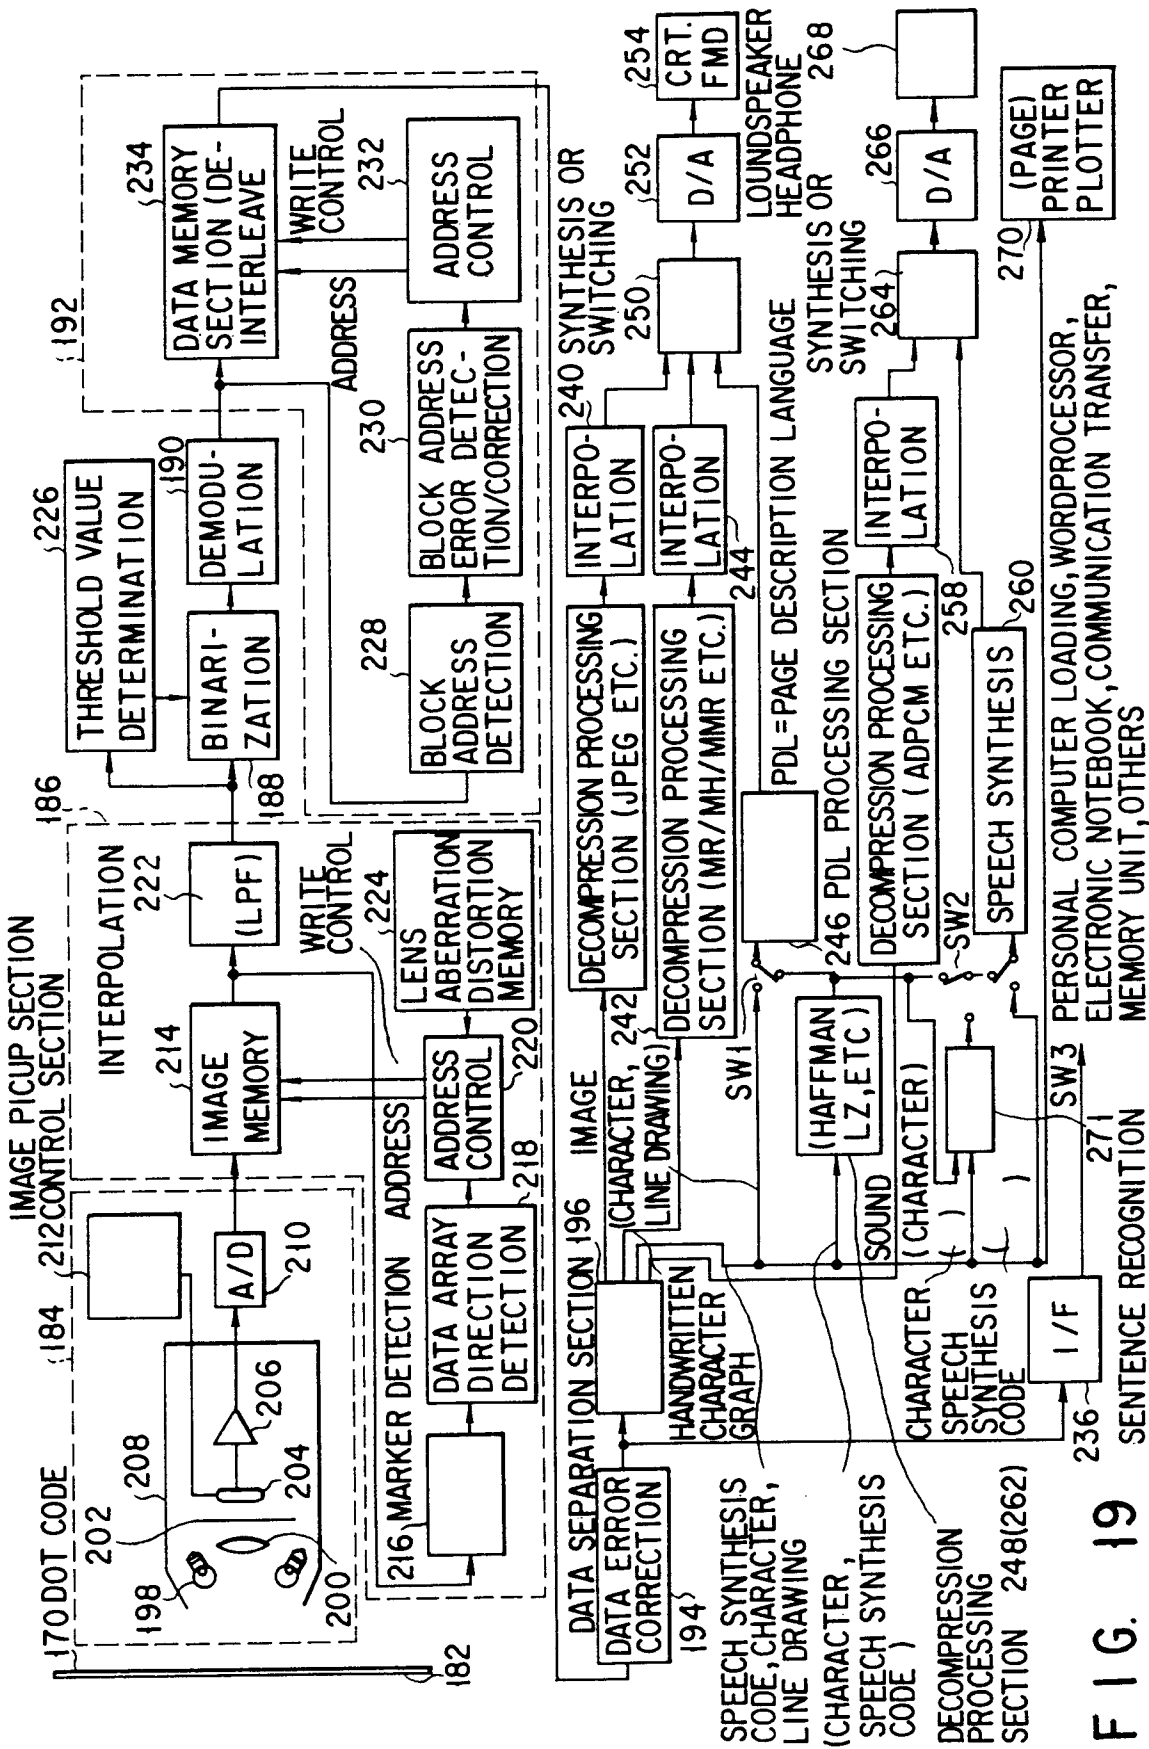 170 DOT CODE
182
184
198
200
202
204
206
208
A/D
210
IMAGE PICUP SECTION
212 CONTROL SECTION
186
INTERPOLATION
214
IMAGE
MEMORY
222
(LPF)
WRITE
CONTROL
ADDRESS
216 MARKER DETECTION
DATA ARRAY
DIRECTION
DETECTION
218
ADDRESS
CONTROL
220
224
LENS
ABERRATION
DISTORTION
MEMORY
226
THRESHOLD VALUE
DETERMINATION
BINARI-
ZATION
188
190
DEMODU-
LATION
192
234
DATA MEMORY
SECTION (DE-
INTERLEAVE
WRITE
CONTROL
ADDRESS
228
BLOCK
ADDRESS
DETECTION
230
BLOCK ADDRESS
ERROR DETEC-
TION/CORRECTION
232
ADDRESS
CONTROL
DATA SEPARATION SECTION 196
DATA ERROR
CORRECTION
194
HANDWRITTEN
CHARACTER
GRAPH
IMAGE
(CHARACTER,
LINE DRAWING)
242
DECOMPRESSION PROCESSING
SECTION (JPEG ETC.)
DECOMPRESSION PROCESSING
SECTION (MR/MH/MMR ETC.)
240
INTERPO-
LATION
INTERPO-
LATION
244
SYNTHESIS OR
SWITCHING
250
252
D/A
254
CRT.
FMD
PDL=PAGE DESCRIPTION LANGUAGE
246 PDL PROCESSING SECTION
SW1
(HAFFMAN
LZ,ETC)
SPEECH SYNTHESIS
CODE,CHARACTER,
LINE DRAWING
(CHARACTER,
SPEECH SYNTHESIS
CODE)
DECOMPRESSION
PROCESSING
SECTION 248(262)
SOUND
(CHARACTER)
DECOMPRESSION PROCESSING
SECTION (ADPCM ETC.)
INTERPO-
LATION
258
SYNTHESIS OR
SWITCHING
264
266
D/A
LOUNDSPEAKER
HEADPHONE
268
SW2
SPEECH SYNTHESIS
260
CHARACTER ( )
SPEECH
SYNTHESIS
CODE
( )
271
SENTENCE RECOGNITION
270
(PAGE)
PRINTER
PLOTTER
I/F
236
SW3
PERSONAL COMPUTER LOADING,WORDPROCESSOR,
ELECTRONIC NOTEBOOK,COMMUNICATION TRANSFER,
MEMORY UNIT,OTHERS
FIG. 19